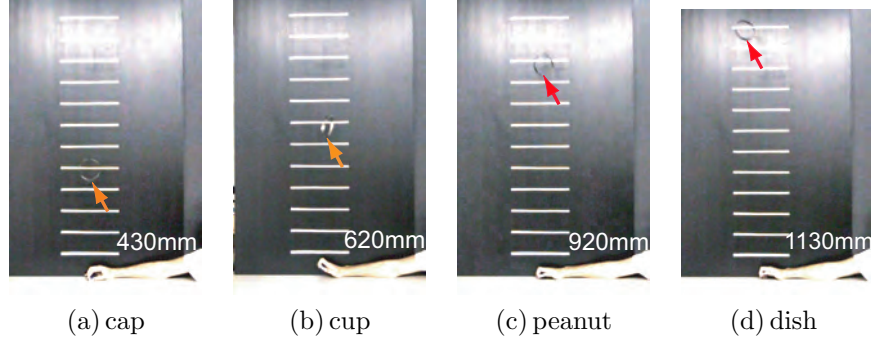 430mm
620mm
920mm
1130mm
(a) cap
(b) cup
(c) peanut
(d) dish